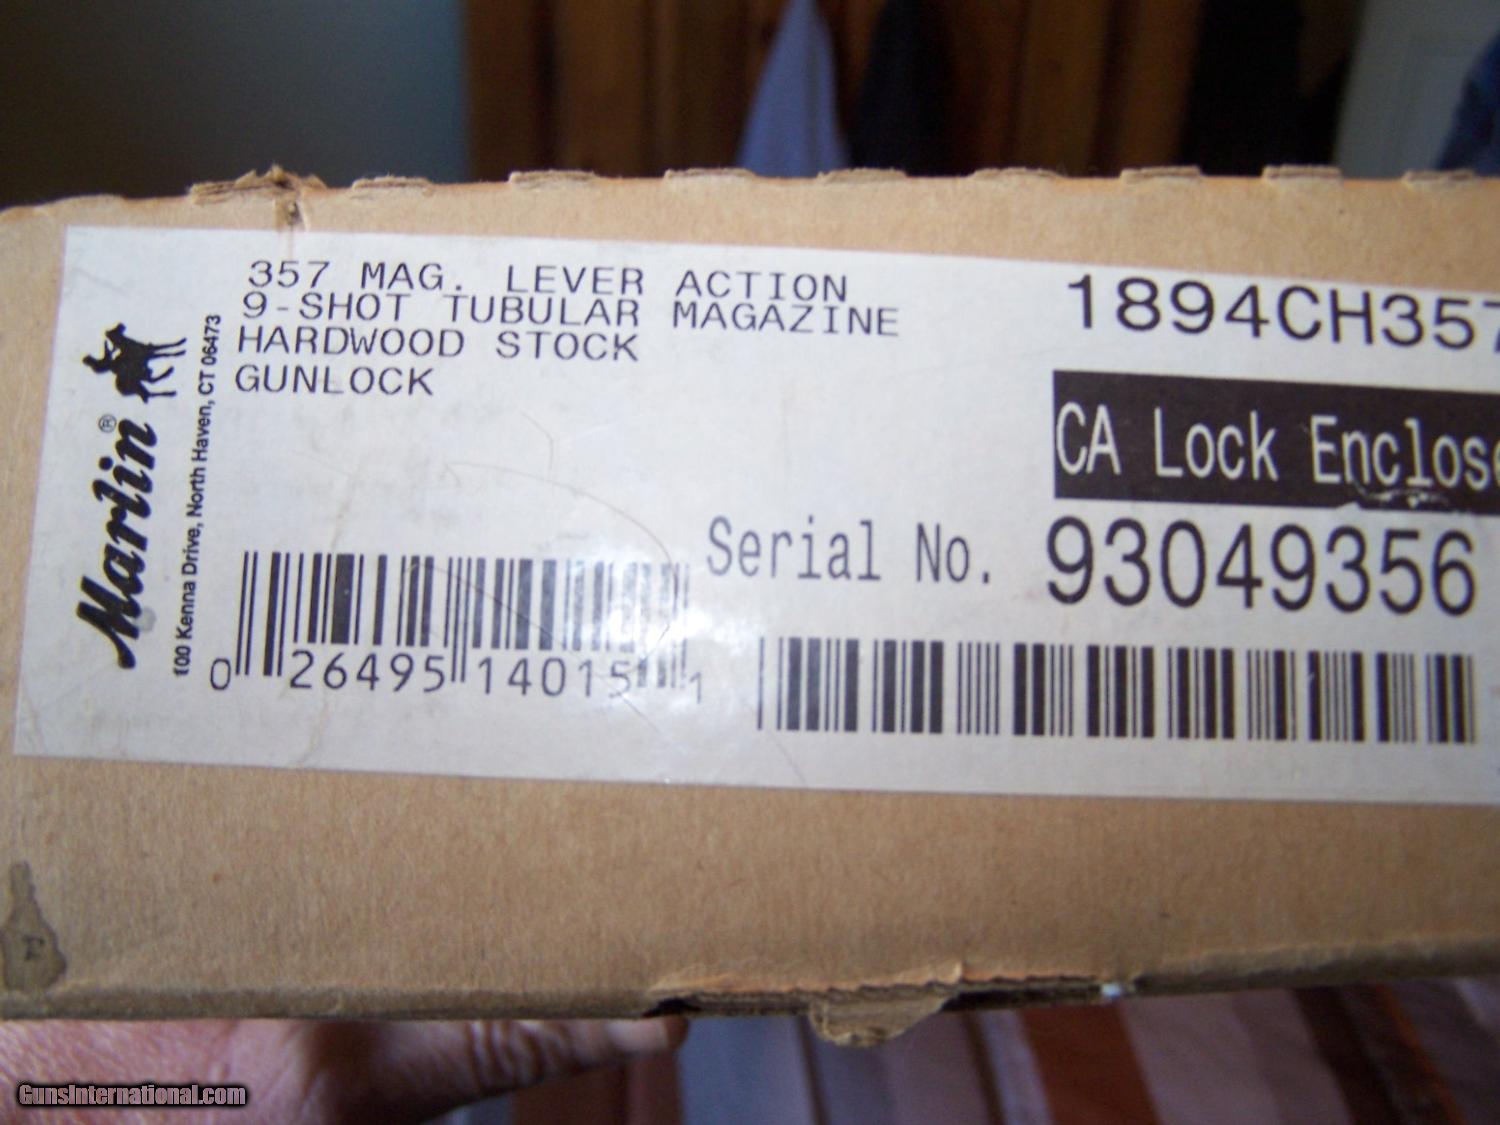 357 MAG. LEVER ACTION
9-SHOT TUBULAR MAGAZINE
HARDWOOD STOCK
GUNLOCK
1894CH357
CA Lock Enclose
Serial No. 93049356
Marlin®
100 Kenna Drive, North Haven, CT 06473
0 26495 14015 1
F
GunsInternational.com